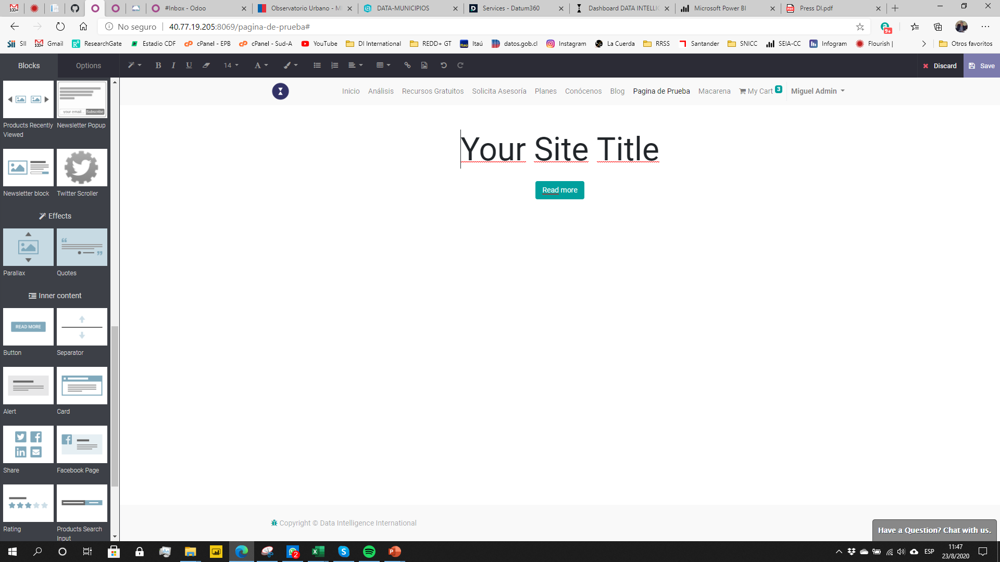 #Inbox - Odoo
Observatorio Urbano - MI
DATA-MUNICIPIOS
Services - Datum360
Dashboard DATA INTELLIG
Microsoft Power BI
Press DI.pdf
No seguro
40.77.19.205:8069/pagina-de-prueba#
9+
SII
Gmail
ResearchGate
Estadio CDF
cPanel - EPB
cPanel - Sud-A
YouTube
DI International
REDD+ GT
Itaú
datos.gob.cl
Instagram
La Cuerda
RRSS
Santander
SNICC
SEIA-CC
Infogram
Flourish |
Otros favoritos
Blocks
Options
B I U
14
A
Discard
Save
Inicio
Análisis
Recursos Gratuitos
Solicita Asesoría
Planes
Conócenos
Blog
Pagina de Prueba
Macarena
My Cart 3
Miguel Admin
your email...
Subscribe
Products Recently
Viewed
Newsletter Popup
Newsletter block
Twitter Scroller
Effects
Parallax
Quotes
Inner content
READ MORE
Button
Separator
Alert
Card
Share
Facebook Page
Rating
Products Search
Input
Your Site Title
Read more
Copyright © Data Intelligence International
Have a Question? Chat with us.
2
ESP
11:47
23/8/2020